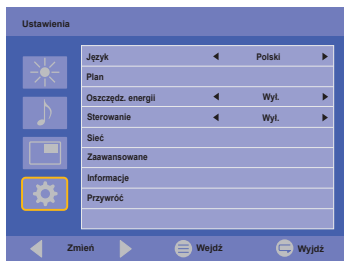 Ustawienia
Język Polski
Plan
Oszczędz. energii Wył.
Sterowanie Wył.
Sieć
Zaawansowane
Informacje
Przywróć
Zmień Wejdź Wyjdź